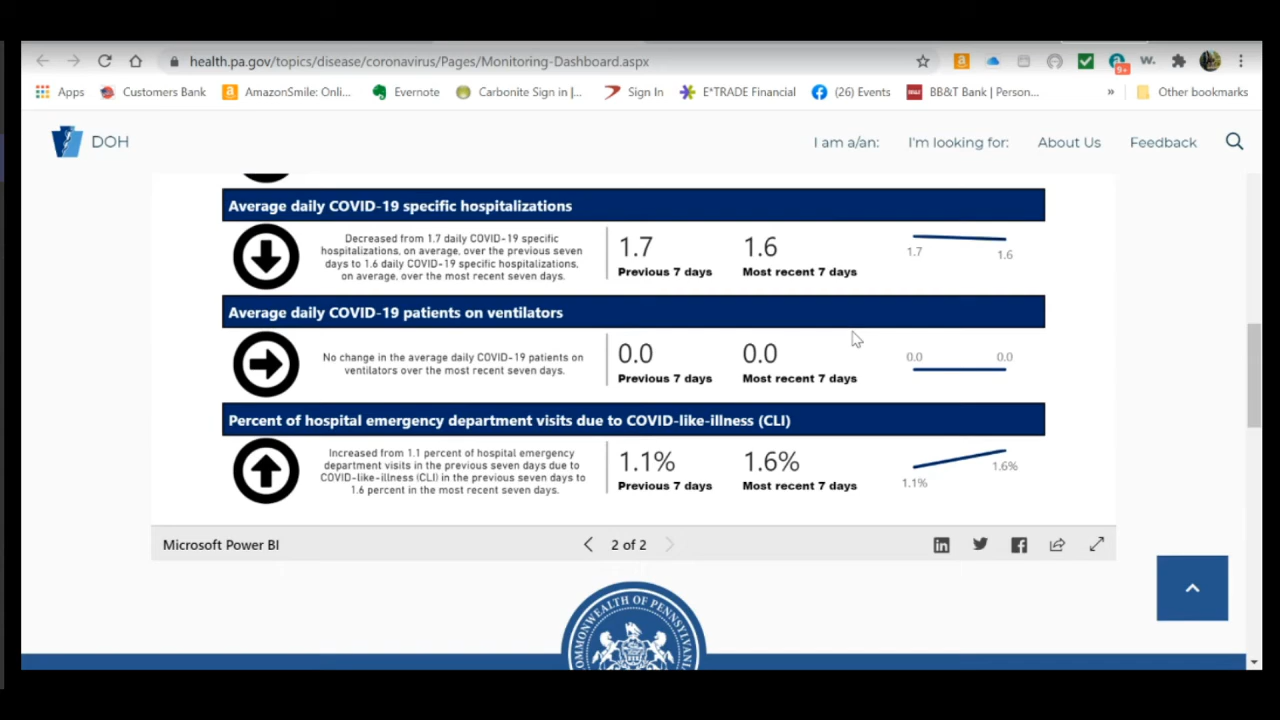 health.pa.gov/topics/disease/coronavirus/Pages/Monitoring-Dashboard.aspx
9+
w.
Apps Customers Bank AmazonSmile: Onli... Evernote Carbonite Sign in |... Sign In E*TRADE Financial (26) Events BB&T Bank | Person... » Other bookmarks
DOH I am a/an: I'm looking for: About Us Feedback
Average daily COVID-19 specific hospitalizations
Decreased from 1.7 daily COVID-19 specific
hospitalizations, on average, over the previous seven
days to 1.6 daily COVID-19 specific hospitalizations,
on average, over the most recent seven days.
1.7 1.6
Previous 7 days Most recent 7 days
1.7 1.6
Average daily COVID-19 patients on ventilators
No change in the average daily COVID-19 patients on
ventilators over the most recent seven days.
0.0 0.0
Previous 7 days Most recent 7 days
0.0 0.0
Percent of hospital emergency department visits due to COVID-like-illness (CLI)
Increased from 1.1 percent of hospital emergency
department visits in the previous seven days due to
COVID-like-illness (CLI) in the previous seven days to
1.6 percent in the most recent seven days.
1.1% 1.6%
Previous 7 days Most recent 7 days
1.1% 1.6%
Microsoft Power BI 2 of 2
COMMONWEALTH OF PENNSYLVANIA